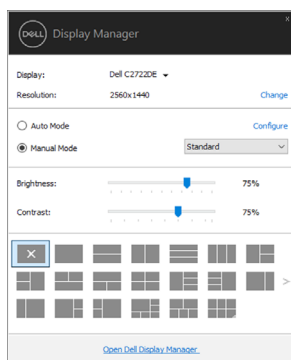 x
DELL Display Manager
Display: Dell C2722DE
Resolution: 2560x1440 Change
Auto Mode Configure
Manual Mode Standard
Brightness: 75%
Contrast: 75%
Open Dell Display Manager